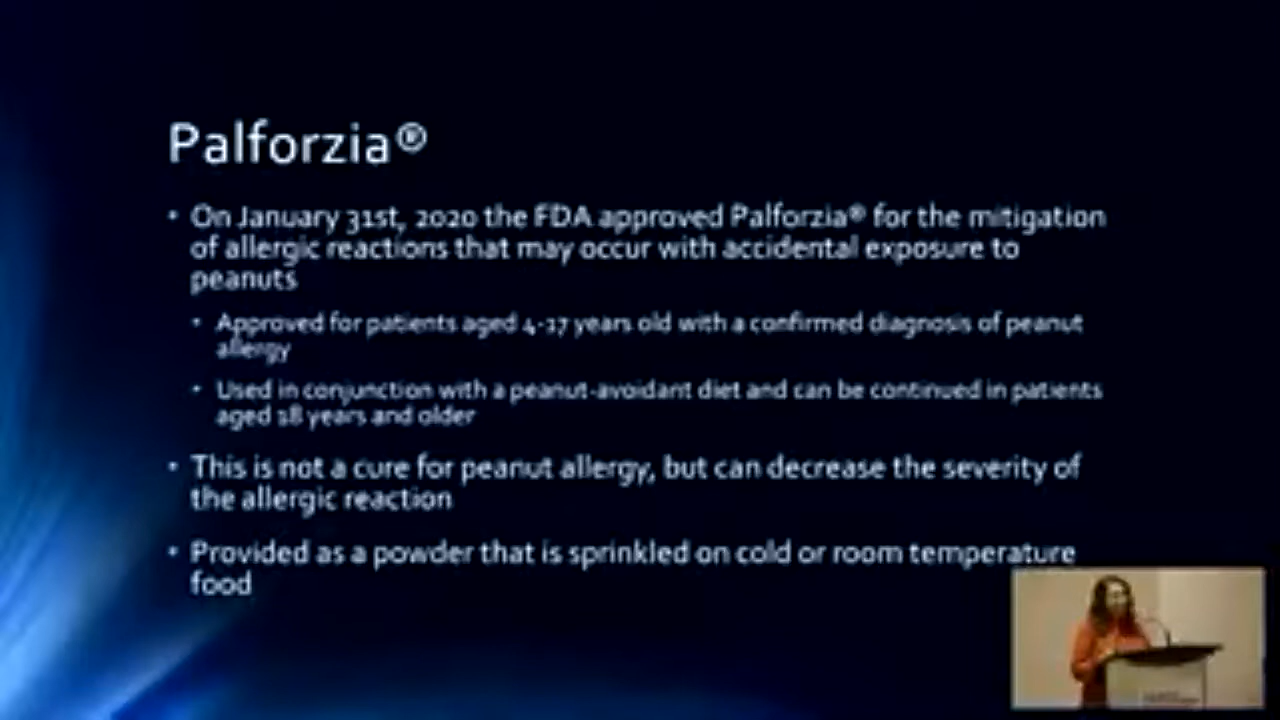 Palforzia®
• On January 31st, 2020 the FDA approved Palforzia® for the mitigation
of allergic reactions that may occur with accidental exposure to
peanuts
• Approved for patients aged 4-17 years old with a confirmed diagnosis of peanut
allergy
• Used in conjunction with a peanut-avoidant diet and can be continued in patients
aged 18 years and older
• This is not a cure for peanut allergy, but can decrease the severity of
the allergic reaction
• Provided as a powder that is sprinkled on cold or room temperature
food